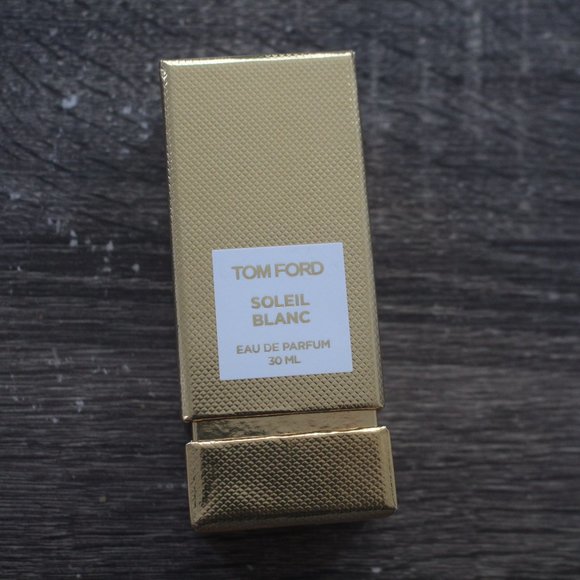 TOM FORD
SOLEIL
BLANC
EAU DE PARFUM
30 ML